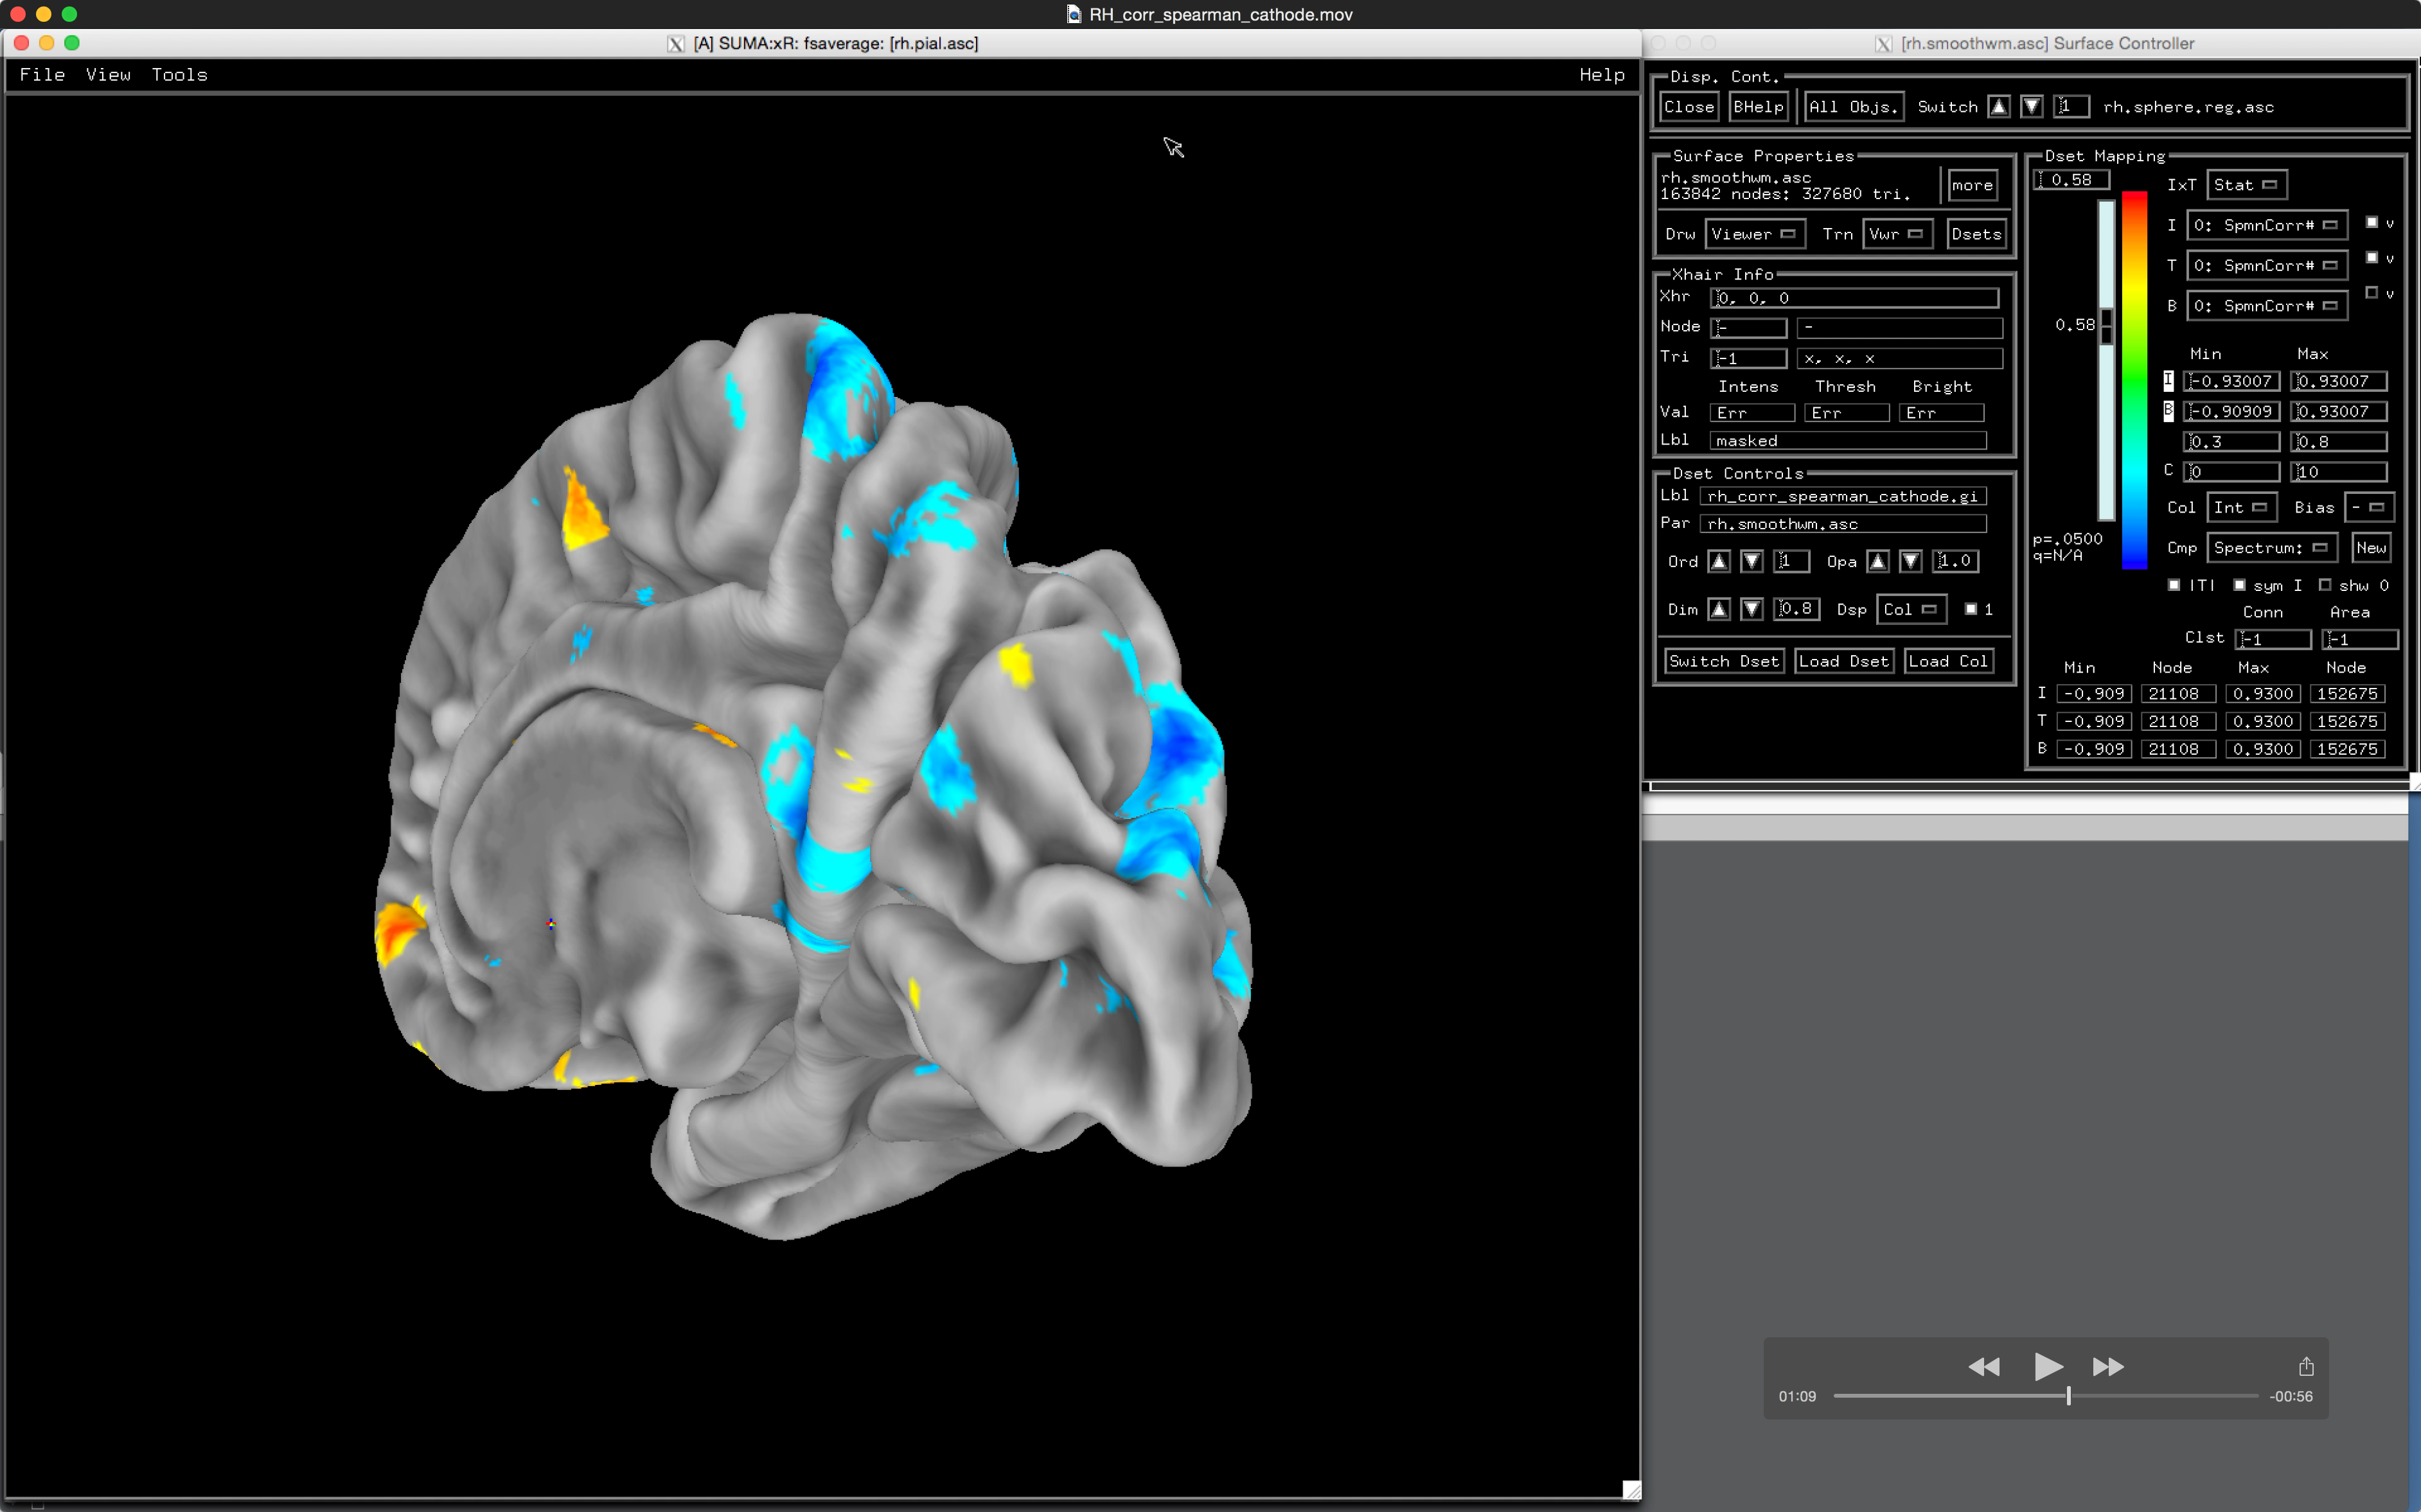 RH_corr_spearman_cathode.mov
[A] SUMA:xR: fsaverage: [rh.pial.asc]
File View Tools Help
[rh.smoothwm.asc] Surface Controller
Disp. Cont.
Close BHelp All Objs. Switch 1 rh.sphere.reg.asc
Surface Properties
rh.smoothwm.asc
163842 nodes: 327680 tri.
more
Drw Viewer Trn Vwr Dsets
Xhair Info
Xhr 0, 0, 0
Node - -
Tri -1 x, x, x
Intens Thresh Bright
Val Err Err Err
Lbl masked
Dset Controls
Lbl rh_corr_spearman_cathode.gi
Par rh.smoothwm.asc
Ord 1 Opa 1.0
Dim 0.8 Dsp Col 1
Switch Dset Load Dset Load Col
Dset Mapping
0.58
IxT Stat
I 0: SpmnCorr# v
T 0: SpmnCorr# v
B 0: SpmnCorr# v
0.58
Min Max
I -0.93007 0.93007
B -0.90909 0.93007
0.3 0.8
C 0 10
Col Int Bias -
p=.0500
q=N/A
Cmp Spectrum: New
|T| sym I shw 0
Conn Area
Clst -1 -1
Min Node Max Node
I -0.909 21108 0.9300 152675
T -0.909 21108 0.9300 152675
B -0.909 21108 0.9300 152675
01:09 -00:56